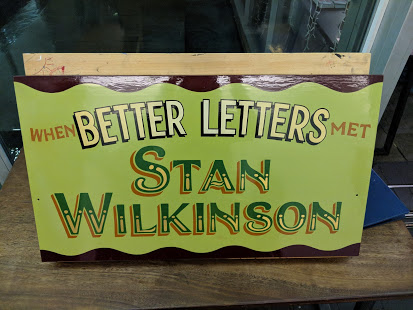 WHEN BETTER LETTERS MET
STAN
WILKINSON